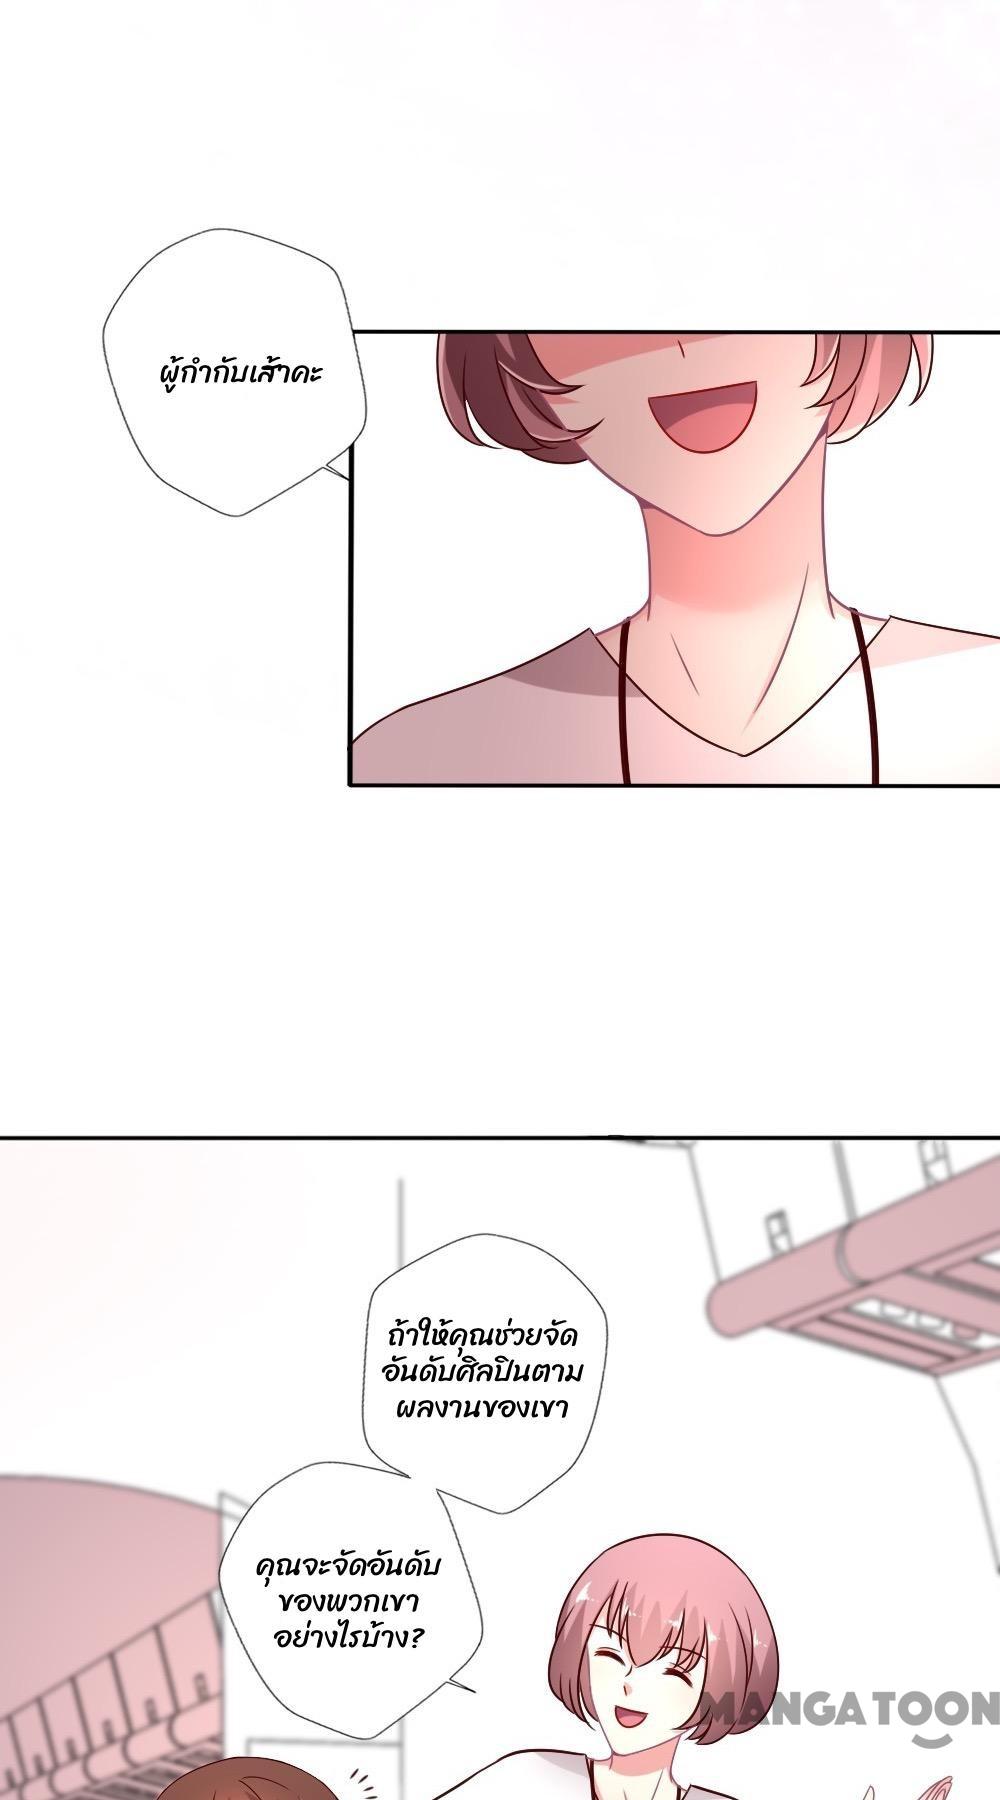 ผู้กำกับเส้าคะ
ถ้าให้คุณช่วยจัด
อันดับศิลปินตาม
ผลงานของเขา
คุณจะจัดอันดับ
ของพวกเขา
อย่างไรบ้าง?
MANGATOON